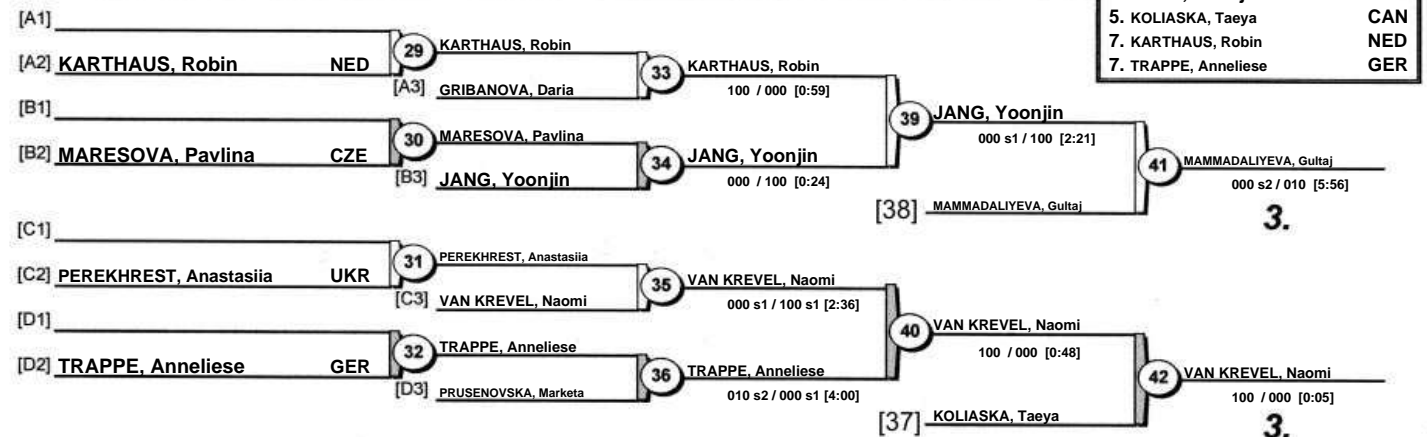 5. KOLIASKA, Taeya CAN
7. KARTHAUS, Robin NED
7. TRAPPE, Anneliese GER
[A1]
[A2] KARTHAUS, Robin NED
29 KARTHAUS, Robin
[A3] GRIBANOVA, Daria
33 KARTHAUS, Robin
100 / 000 [0:59]
[B1]
[B2] MARESOVA, Pavlina CZE
30 MARESOVA, Pavlina
[B3] JANG, Yoonjin
34 JANG, Yoonjin
000 / 100 [0:24]
39 JANG, Yoonjin
000 s1 / 100 [2:21]
[38] MAMMADALIYEVA, Gultaj
41 MAMMADALIYEVA, Gultaj
000 s2 / 010 [5:56]
3.
[C1]
[C2] PEREKHREST, Anastasiia UKR
31 PEREKHREST, Anastasiia
[C3] VAN KREVEL, Naomi
35 VAN KREVEL, Naomi
000 s1 / 100 s1 [2:36]
[D1]
[D2] TRAPPE, Anneliese GER
32 TRAPPE, Anneliese
[D3] PRUSENOVSKA, Marketa
36 TRAPPE, Anneliese
010 s2 / 000 s1 [4:00]
40 VAN KREVEL, Naomi
100 / 000 [0:48]
[37] KOLIASKA, Taeya
42 VAN KREVEL, Naomi
100 / 000 [0:05]
3.